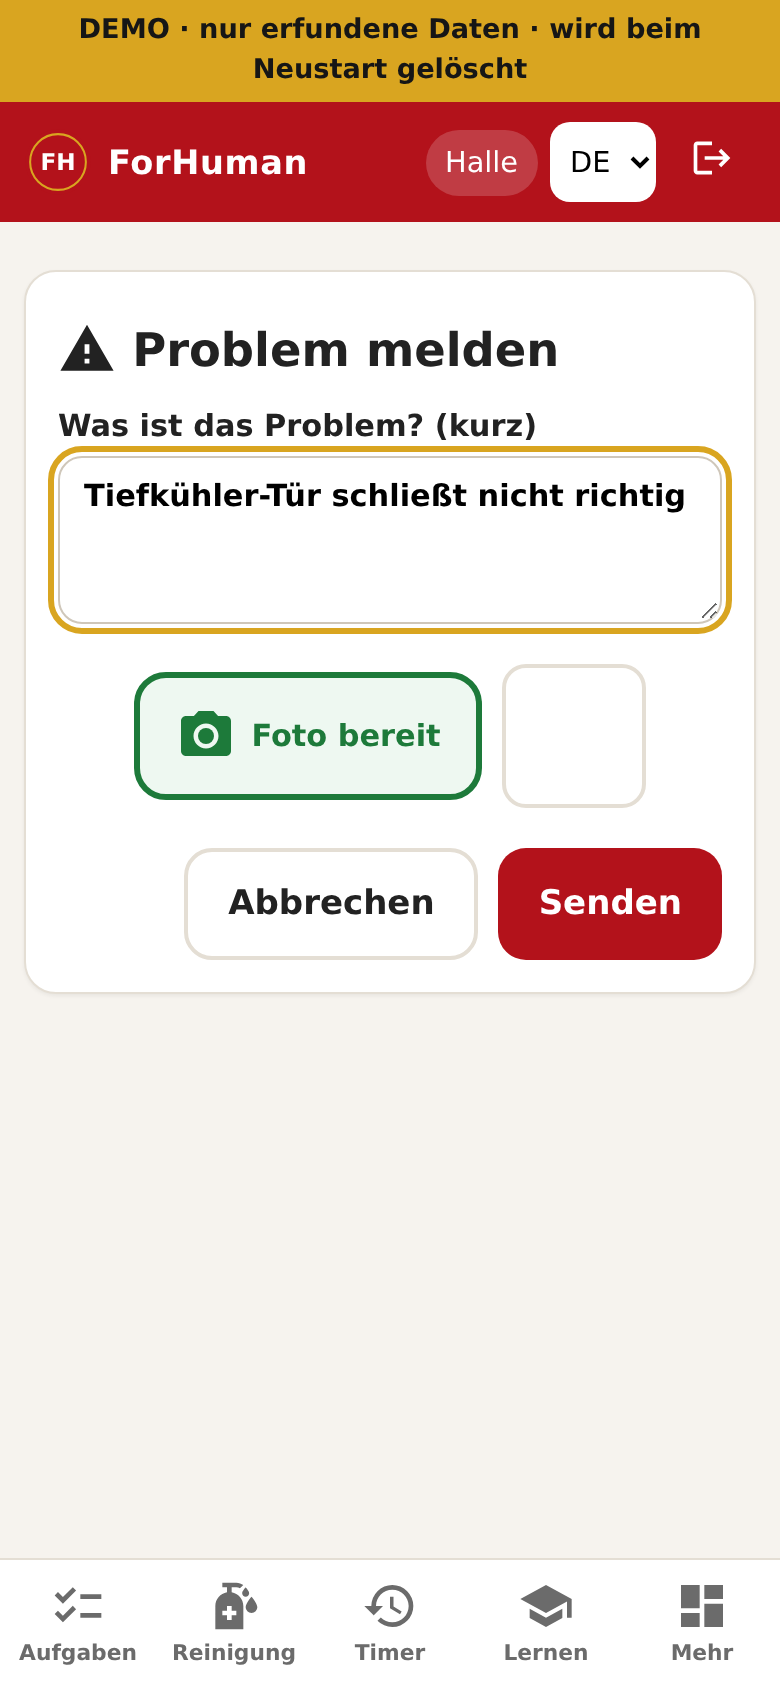 DEMO · nur erfundene Daten · wird beim
Neustart gelöscht
FH ForHuman Halle DE
Problem melden
Was ist das Problem? (kurz)
Tiefkühler-Tür schließt nicht richtig
Foto bereit
Abbrechen Senden
Aufgaben Reinigung Timer Lernen Mehr